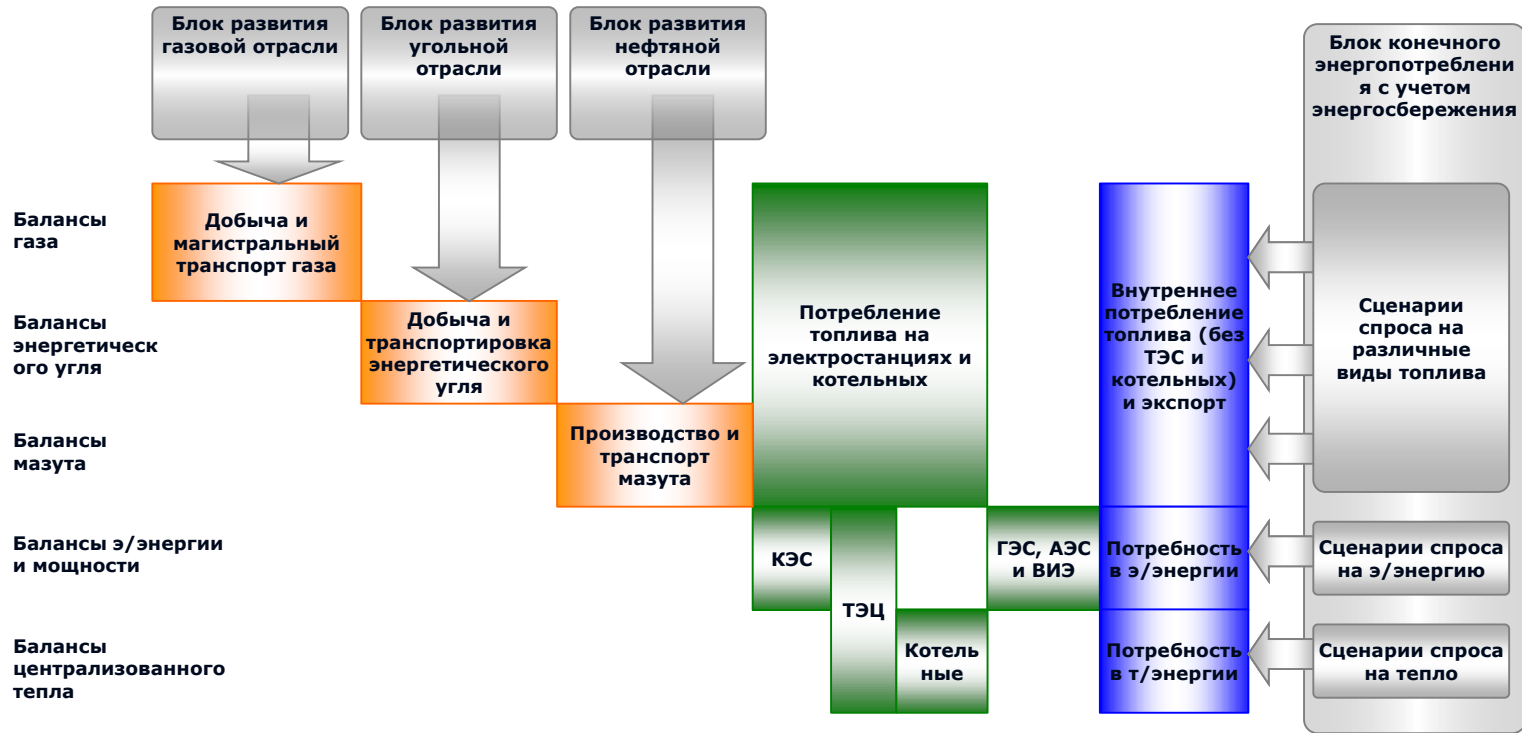 Блок развития
газовой отрасли
Блок развития
угольной
отрасли
Блок развития
нефтяной
отрасли
Блок конечного
энергопотреблени
я с учетом
энергосбережения
Балансы
газа
Добыча и
магистральный
транспорт газа
Балансы
энергетическ
ого угля
Добыча и
транспортировка
энергетического
угля
Потребление
топлива на
электростанциях и
котельных
Внутреннее
потребление
топлива (без
ТЭС и
котельных)
и экспорт
Сценарии
спроса на
различные
виды топлива
Балансы
мазута
Производство и
транспорт
мазута
Балансы э/энергии
и мощности
КЭС
ТЭЦ
ГЭС, АЭС
и ВИЭ
Потребность
в э/энергии
Сценарии спроса
на э/энергию
Балансы
централизованного
тепла
Котель
ные
Потребность
в т/энергии
Сценарии спроса
на тепло